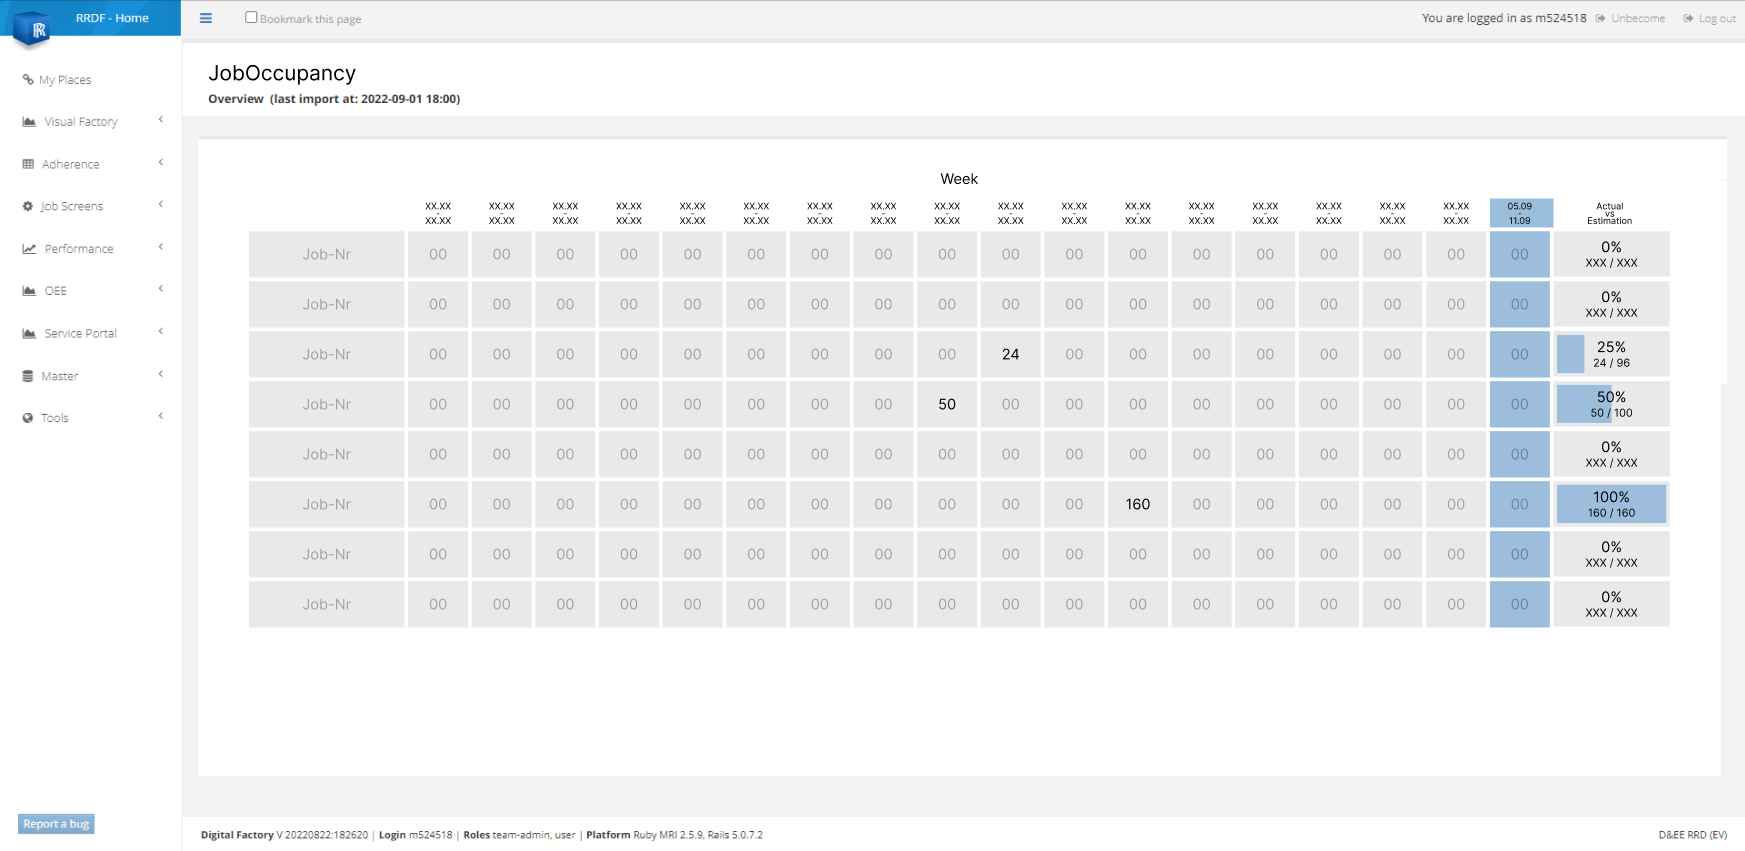 RRDF - Home
Bookmark this page
You are logged in as m524518 Unbecome Log out
My Places
Visual Factory
Adherence
Job Screens
Performance
OEE
Service Portal
Master
Tools
Report a bug
JobOccupancy
Overview (last import at: 2022-09-01 18:00)
Week
XX.XX XX.XX XX.XX XX.XX XX.XX XX.XX XX.XX XX.XX XX.XX XX.XX XX.XX XX.XX XX.XX XX.XX XX.XX XX.XX XX.XX 05.09 Actual
- - - - - - - - - - - - - - - - - - vs
XX.XX XX.XX XX.XX XX.XX XX.XX XX.XX XX.XX XX.XX XX.XX XX.XX XX.XX XX.XX XX.XX XX.XX XX.XX XX.XX XX.XX 11.09 Estimation
Job-Nr 00 00 00 00 00 00 00 00 00 00 00 00 00 00 00 00 00 00 0%
XXX / XXX
Job-Nr 00 00 00 00 00 00 00 00 00 00 00 00 00 00 00 00 00 00 0%
XXX / XXX
Job-Nr 00 00 00 00 00 00 00 00 00 24 00 00 00 00 00 00 00 00 25%
24 / 96
Job-Nr 00 00 00 00 00 00 00 00 50 00 00 00 00 00 00 00 00 00 50%
50 / 100
Job-Nr 00 00 00 00 00 00 00 00 00 00 00 00 00 00 00 00 00 00 0%
XXX / XXX
Job-Nr 00 00 00 00 00 00 00 00 00 00 00 160 00 00 00 00 00 00 100%
160 / 160
Job-Nr 00 00 00 00 00 00 00 00 00 00 00 00 00 00 00 00 00 00 0%
XXX / XXX
Job-Nr 00 00 00 00 00 00 00 00 00 00 00 00 00 00 00 00 00 00 0%
XXX / XXX
Digital Factory V 20220822:182620 | Login m524518 | Roles team-admin, user | Platform Ruby MRI 2.5.9, Rails 5.0.7.2
D&EE RRD (EV)